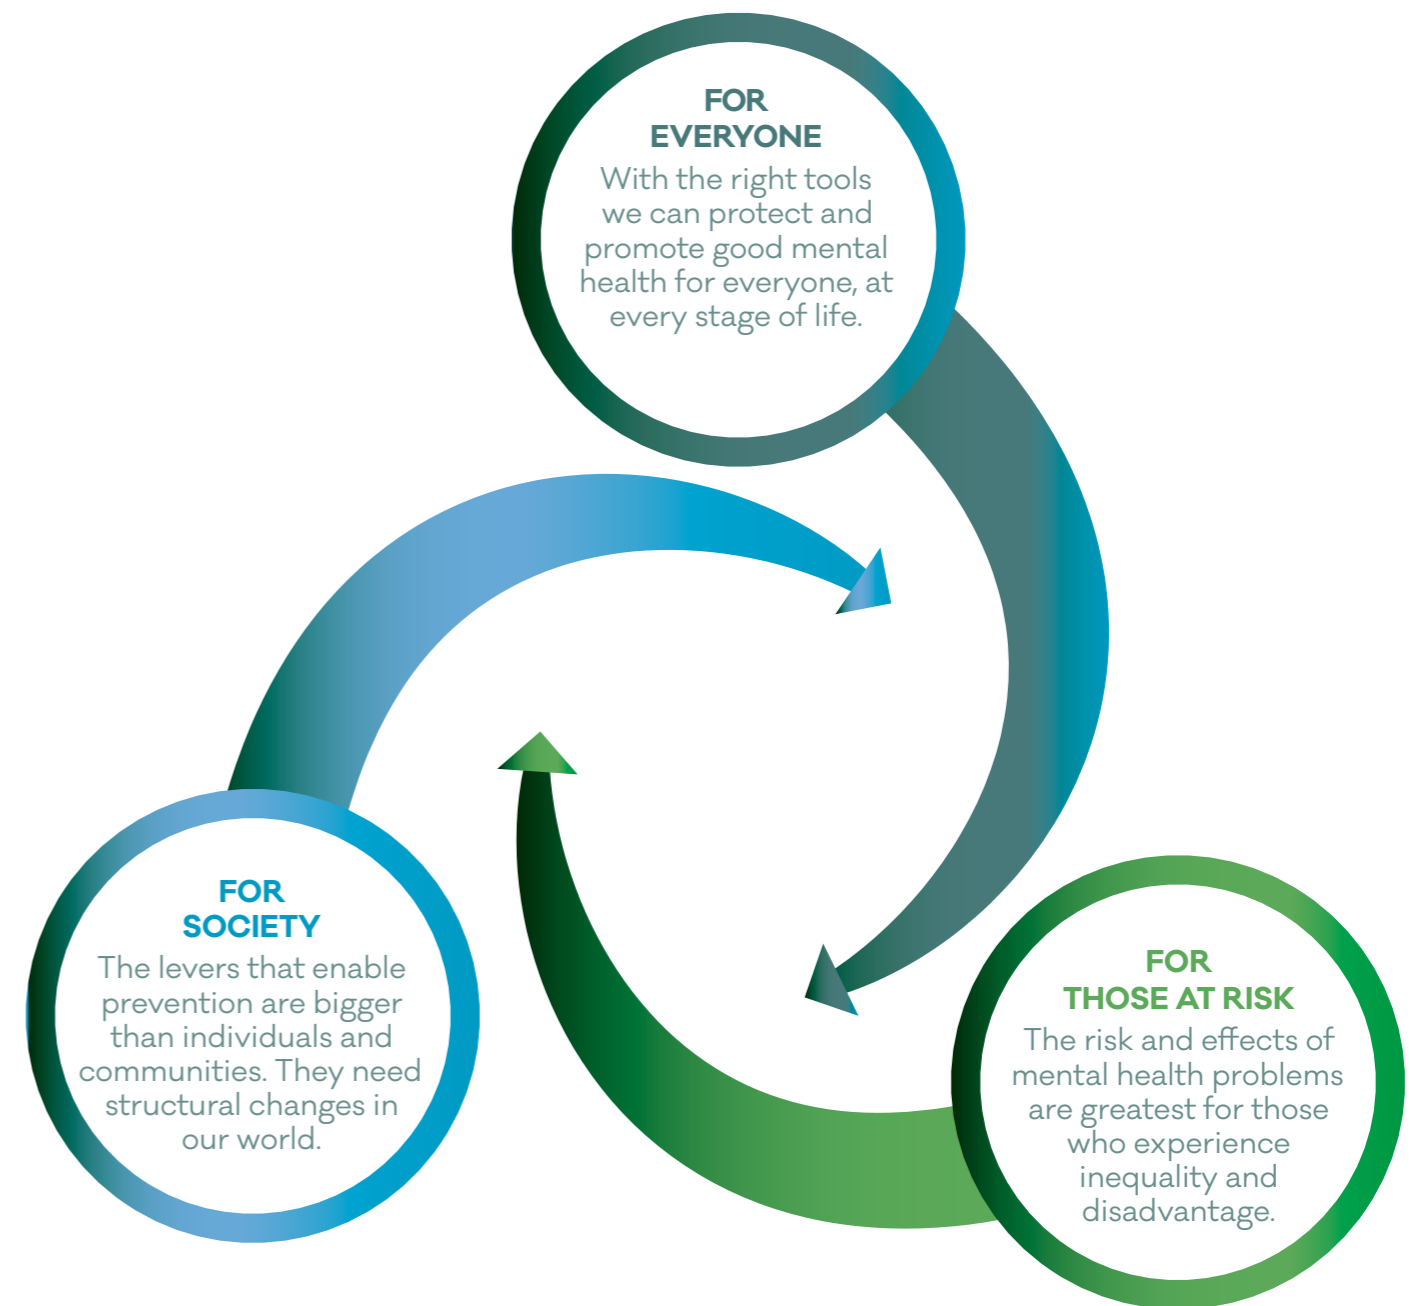 FOR
EVERYONE
With the right tools
we can protect and
promote good mental
health for everyone, at
every stage of life.
FOR
SOCIETY
The levers that enable
prevention are bigger
than individuals and
communities. They need
structural changes in
our world.
FOR
THOSE AT RISK
The risk and effects of
mental health problems
are greatest for those
who experience
inequality and
disadvantage.